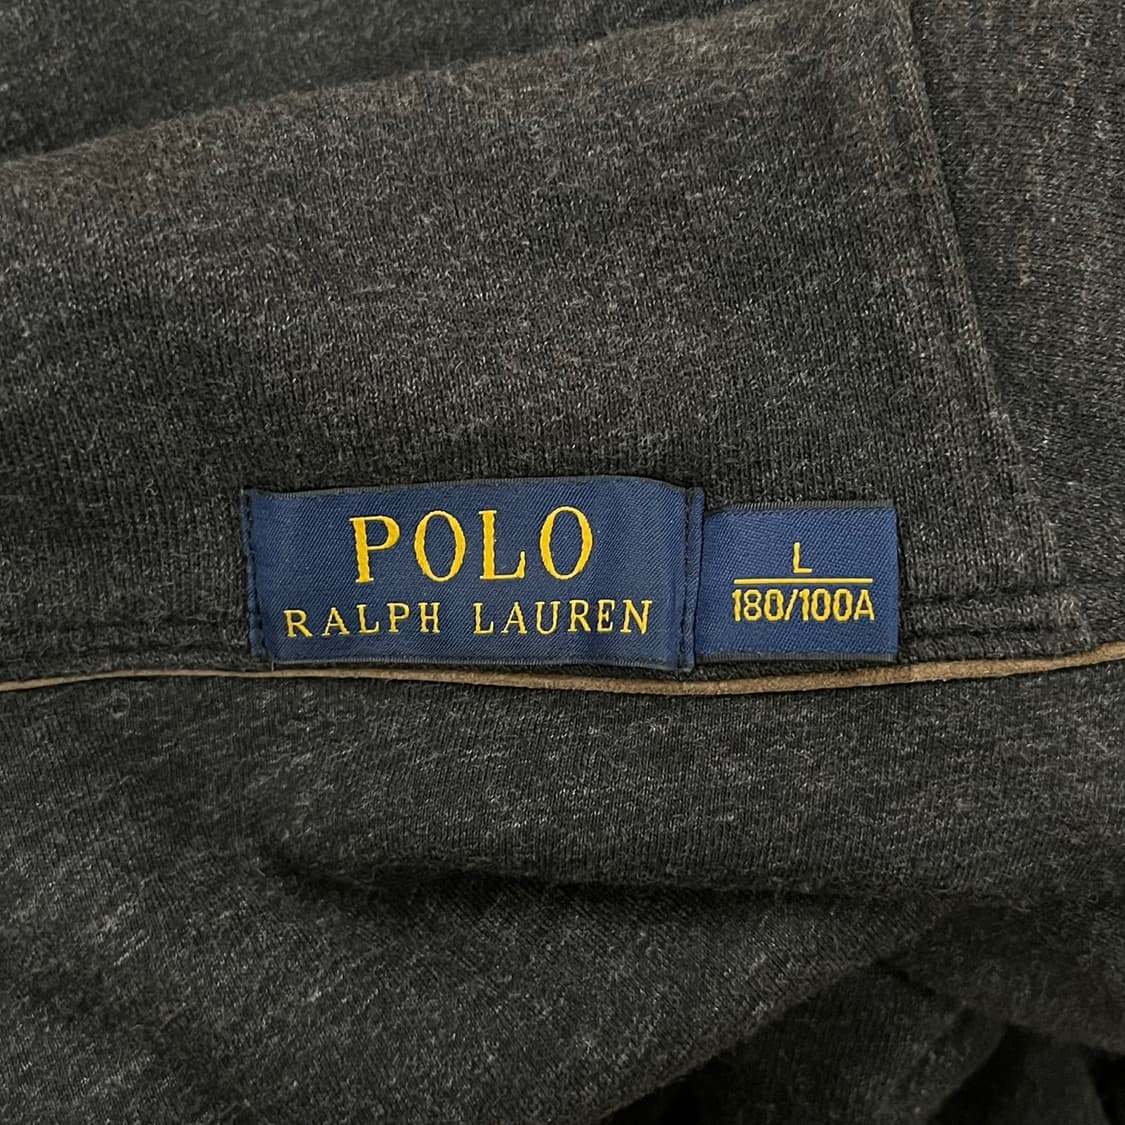 POLO
RALPH LAUREN
L
180/100A